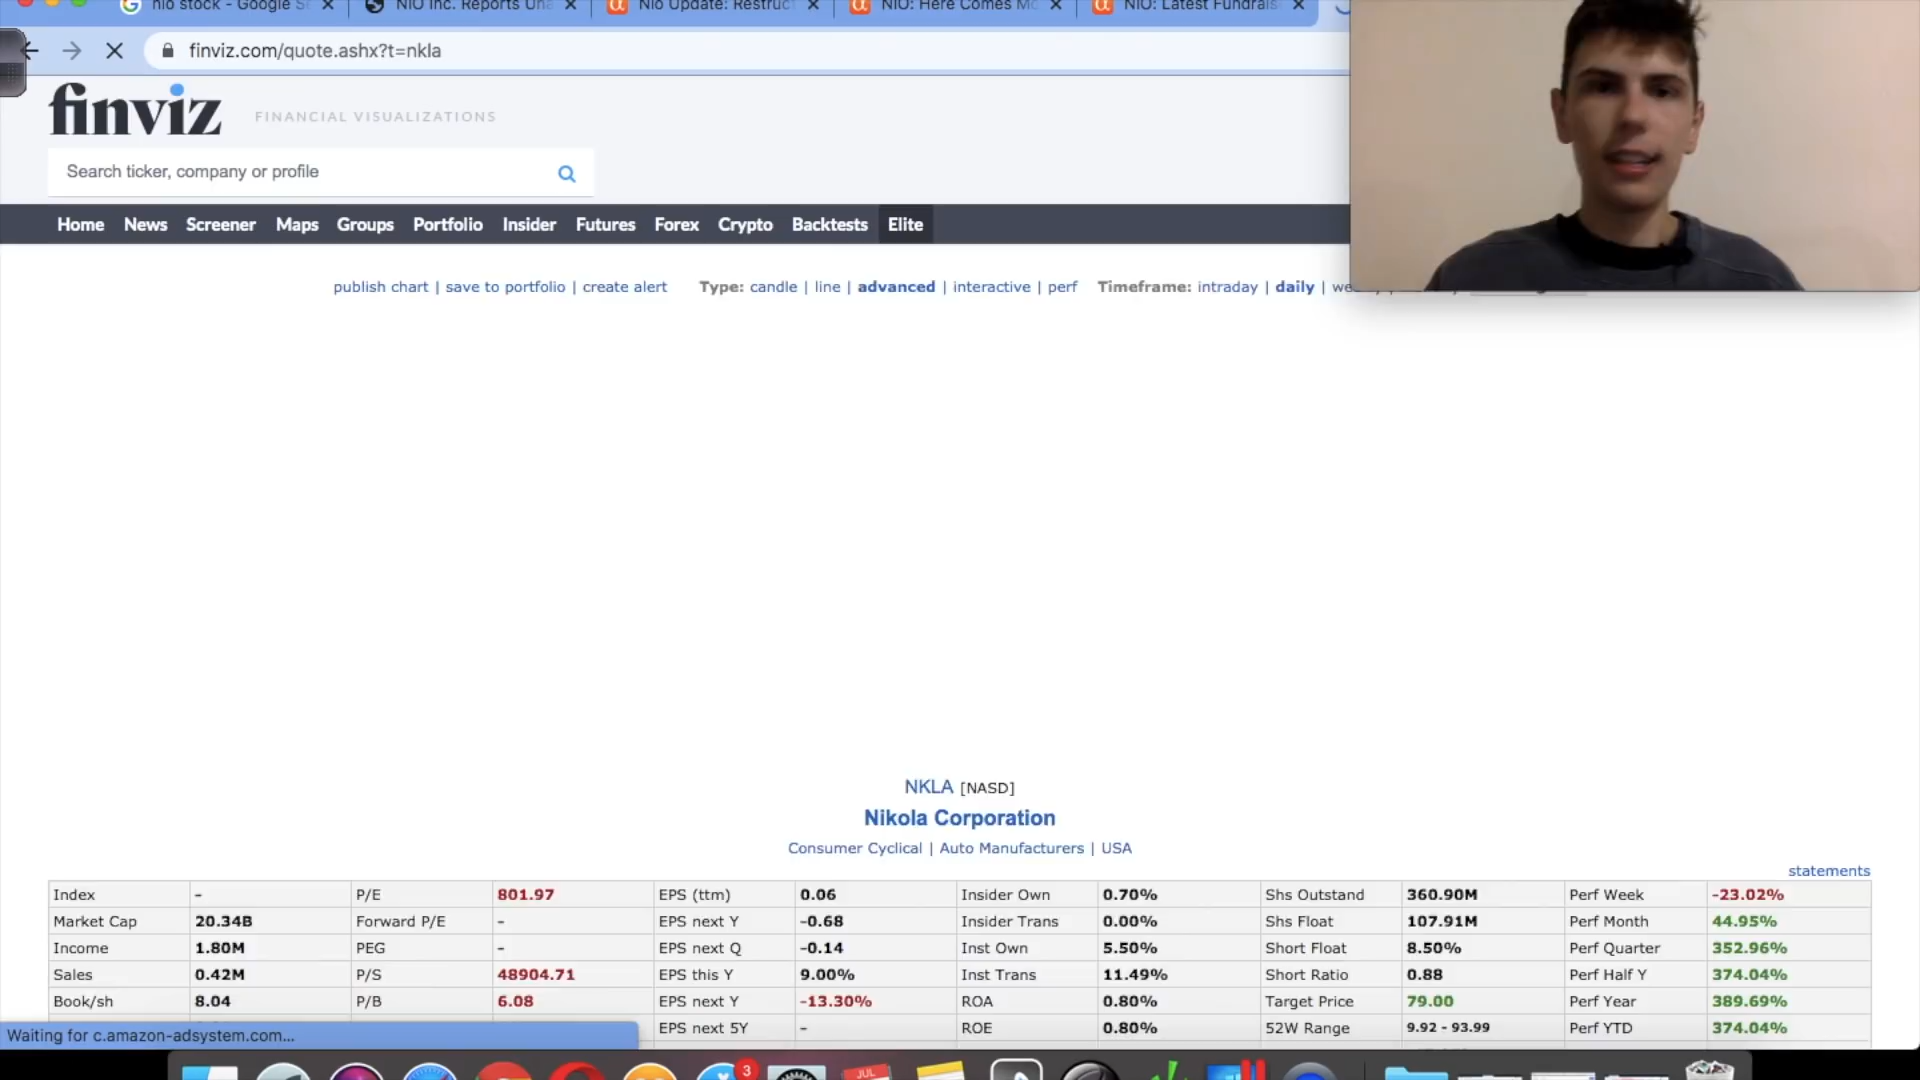 nio stock - Google S
NIO Inc. Reports Una
Nio Update: Restruct
NIO: Here Comes Mo
NIO: Latest Fundrais
finviz.com/quote.ashx?t=nkla
finviz
FINANCIAL VISUALIZATIONS
Search ticker, company or profile
Home News Screener Maps Groups Portfolio Insider Futures Forex Crypto Backtests Elite
publish chart | save to portfolio | create alert Type: candle | line | advanced | interactive | perf Timeframe: intraday | daily |
NKLA [NASD]
Nikola Corporation
Consumer Cyclical | Auto Manufacturers | USA
statements
Index - P/E 801.97 EPS (ttm) 0.06 Insider Own 0.70% Shs Outstand 360.90M Perf Week -23.02%
Market Cap 20.34B Forward P/E - EPS next Y -0.68 Insider Trans 0.00% Shs Float 107.91M Perf Month 44.95%
Income 1.80M PEG - EPS next Q -0.14 Inst Own 5.50% Short Float 8.50% Perf Quarter 352.96%
Sales 0.42M P/S 48904.71 EPS this Y 9.00% Inst Trans 11.49% Short Ratio 0.88 Perf Half Y 374.04%
Book/sh 8.04 P/B 6.08 EPS next Y -13.30% ROA 0.80% Target Price 79.00 Perf Year 389.69%
EPS next 5Y - ROE 0.80% 52W Range 9.92 - 93.99 Perf YTD 374.04%
Waiting for c.amazon-adsystem.com...
3
JUL